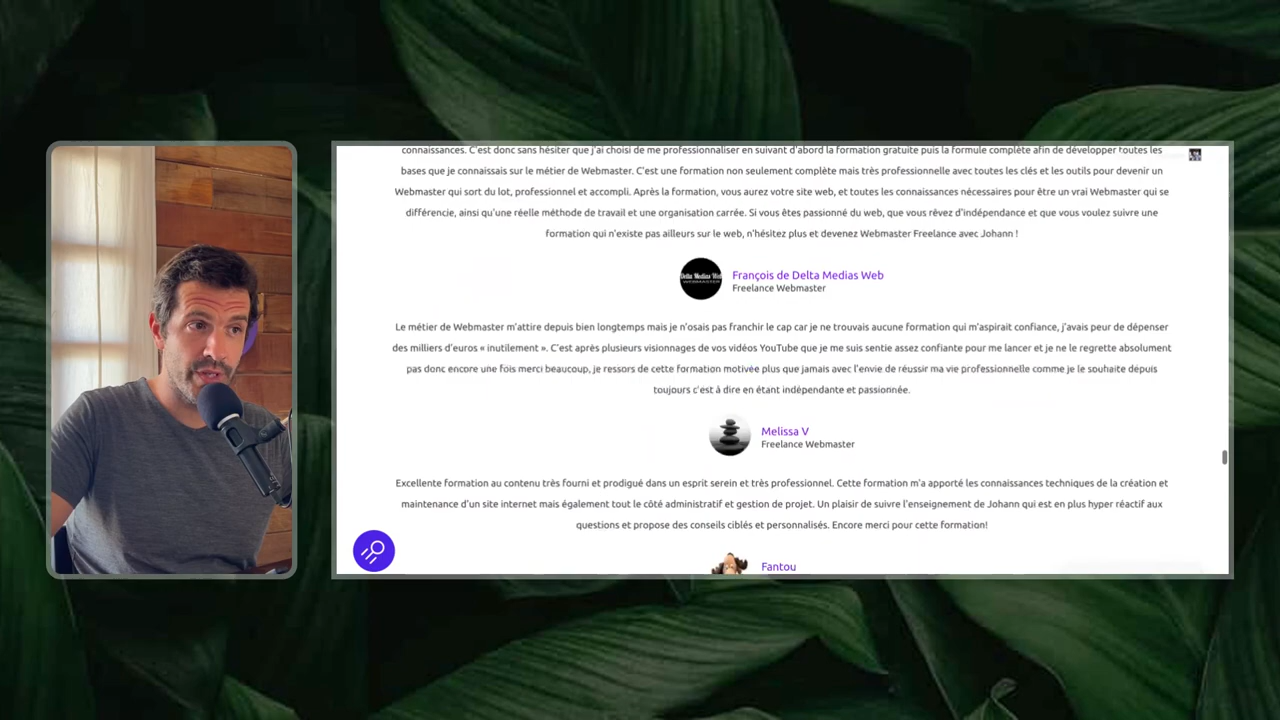 connaissances. C'est donc sans hésiter que j'ai choisi de me professionnaliser en suivant d'abord la formation gratuite puis la formule complète afin de développer toutes les
bases que je connaissais sur le métier de Webmaster. C'est une formation non seulement complète mais très professionnelle avec toutes les clés et les outils pour devenir un
Webmaster qui sort du lot, professionnel et accompli. Après la formation, vous aurez votre site web, et toutes les connaissances nécessaires pour être un vrai Webmaster qui se
différencie, ainsi qu'une réelle méthode de travail et une organisation carrée. Si vous êtes passionné du web, que vous rêvez d'indépendance et que vous voulez suivre une
formation qui n'existe pas ailleurs sur le web, n'hésitez plus et devenez Webmaster Freelance avec Johann !
Delta Medias Web
WEBMASTER
François de Delta Medias Web
Freelance Webmaster
Le métier de Webmaster m'attire depuis bien longtemps mais je n'osais pas franchir le cap car je ne trouvais aucune formation qui m'aspirait confiance, j'avais peur de dépenser
des milliers d'euros « inutilement ». C'est après plusieurs visionnages de vos vidéos YouTube que je me suis sentie assez confiante pour me lancer et je ne le regrette absolument
pas donc encore une fois merci beaucoup, je ressors de cette formation motivée plus que jamais avec l'envie de réussir ma vie professionnelle comme je le souhaite depuis
toujours c'est à dire en étant indépendante et passionnée.
Melissa V
Freelance Webmaster
Excellente formation au contenu très fourni et prodigué dans un esprit serein et très professionnel. Cette formation m'a apporté les connaissances techniques de la création et
maintenance d'un site internet mais également tout le côté administratif et gestion de projet. Un plaisir de suivre l'enseignement de Johann qui est en plus hyper réactif aux
questions et propose des conseils ciblés et personnalisés. Encore merci pour cette formation!
Fantou